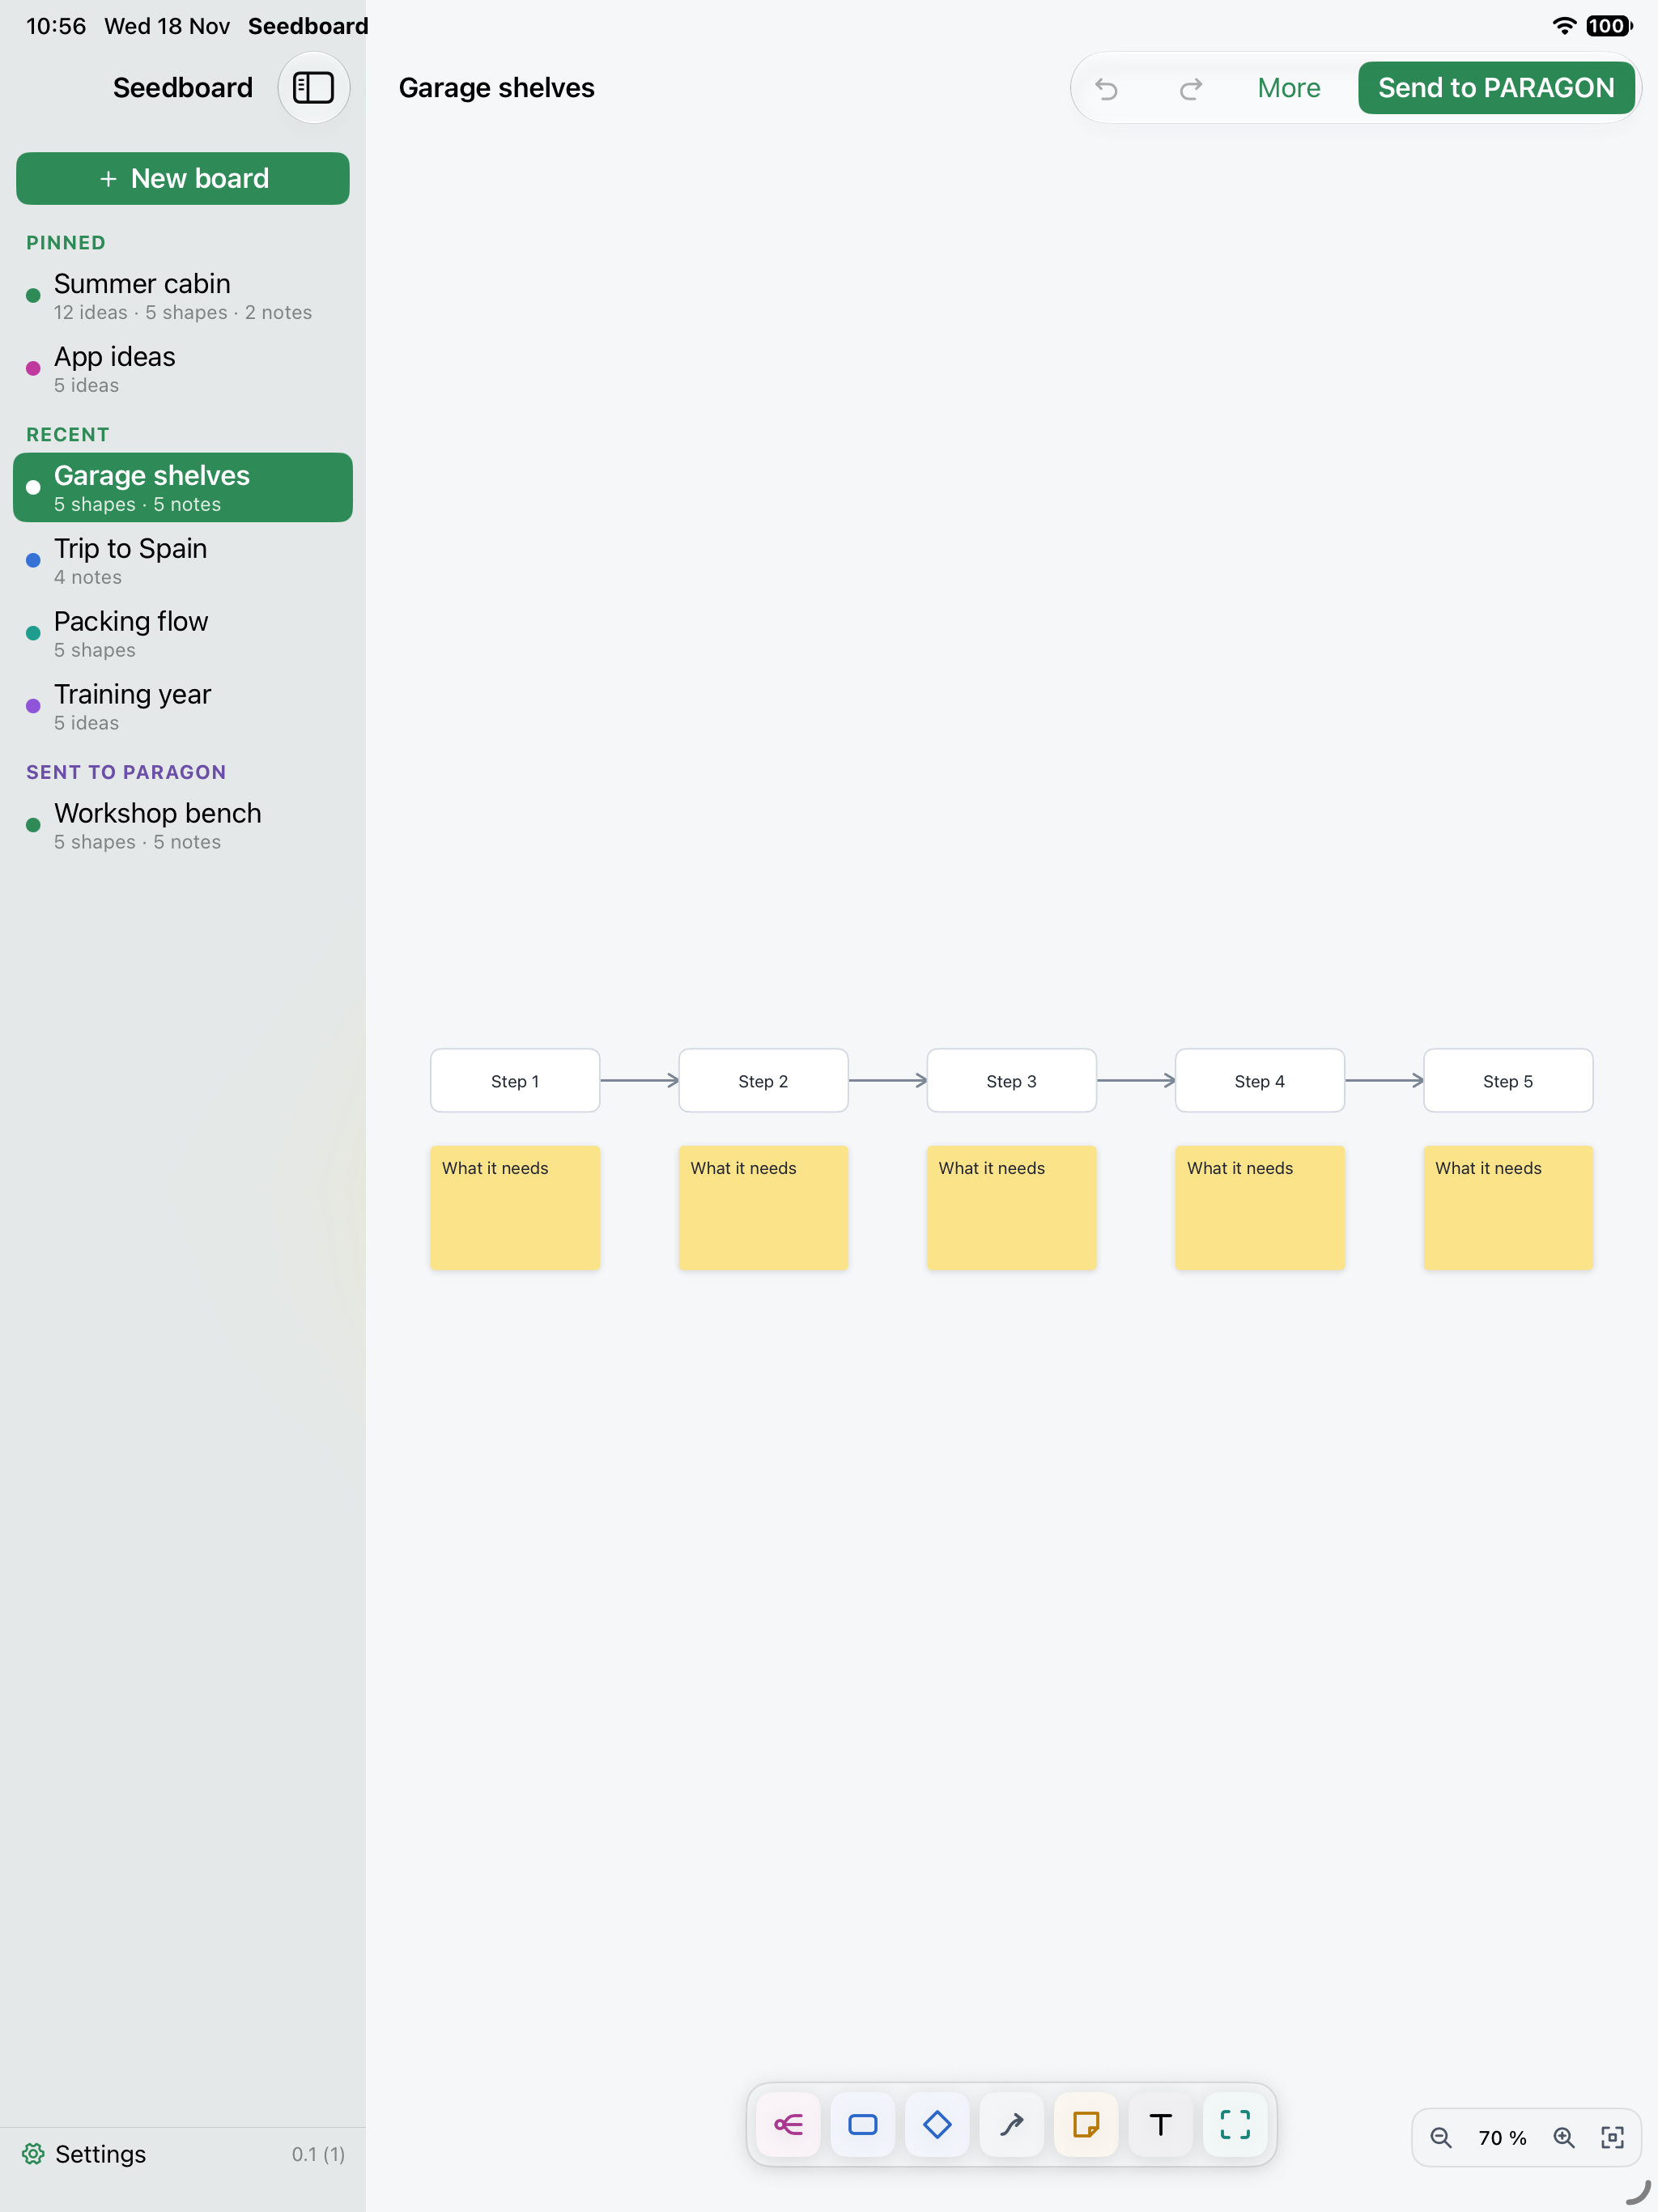 10:56 Wed 18 Nov Seedboard
100
Seedboard
Garage shelves
More
Send to PARAGON
+ New board
PINNED
Summer cabin
12 ideas · 5 shapes · 2 notes
App ideas
5 ideas
RECENT
Garage shelves
5 shapes · 5 notes
Trip to Spain
4 notes
Packing flow
5 shapes
Training year
5 ideas
SENT TO PARAGON
Workshop bench
5 shapes · 5 notes
Step 1
Step 2
Step 3
Step 4
Step 5
What it needs
What it needs
What it needs
What it needs
What it needs
T
70 %
Settings
0.1 (1)